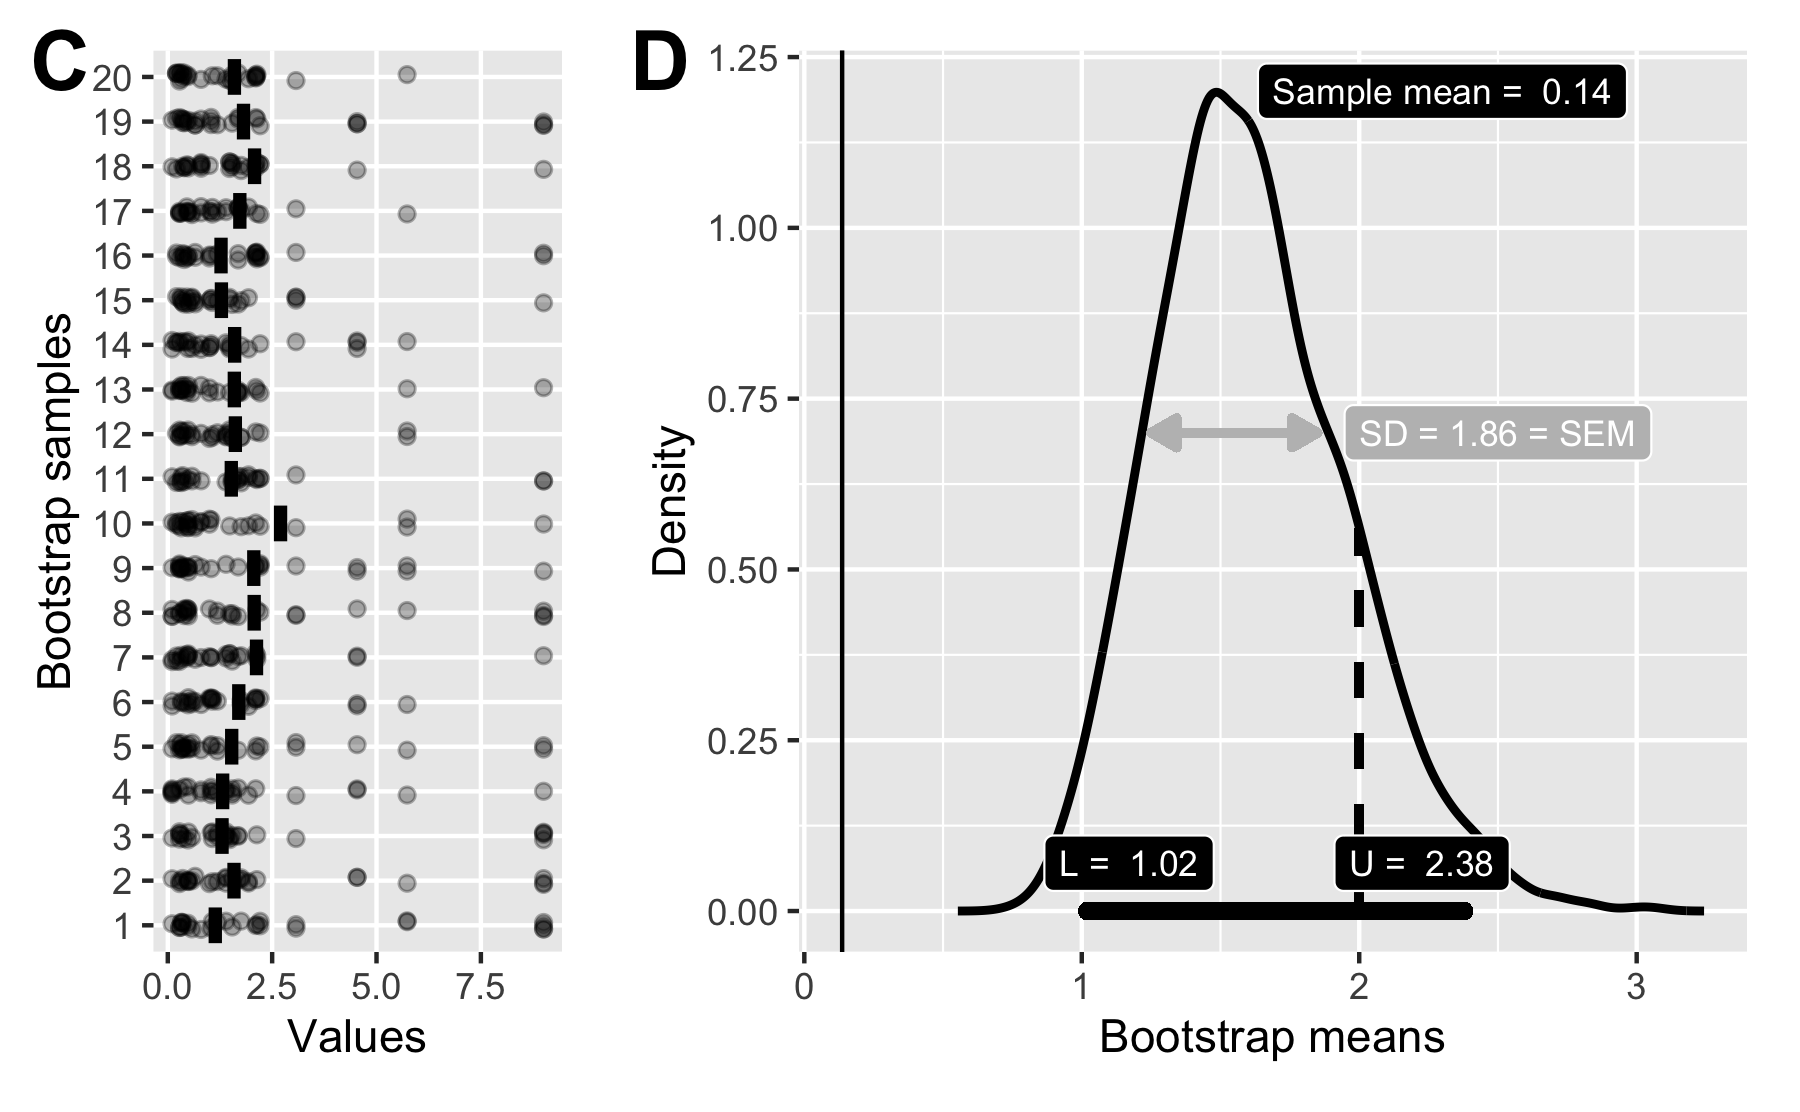 C
Bootstrap samples
20
19
18
17
16
15
14
13
12
11
10
9
8
7
6
5
4
3
2
1
0.0 2.5 5.0 7.5
Values
D
Density
1.25
1.00
0.75
0.50
0.25
0.00
Sample mean = 0.14
SD = 1.86 = SEM
L = 1.02
U = 2.38
0 1 2 3
Bootstrap means